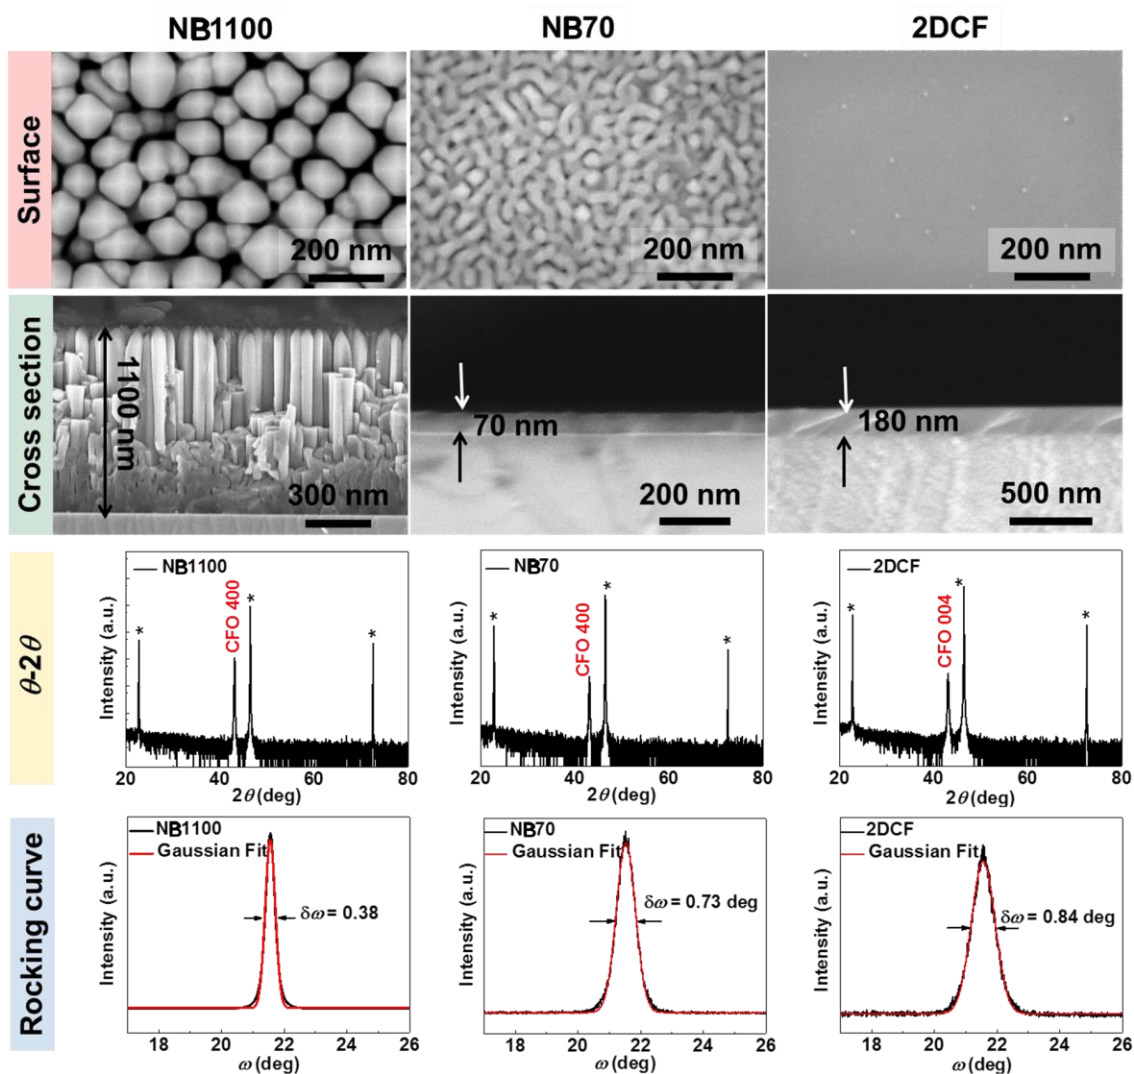 NB1100 NB70 2DCF
Surface
200 nm 200 nm 200 nm
Cross section
1100 nm
300 nm
70 nm
200 nm
180 nm
500 nm
θ-2θ
Intensity (a.u.)
NB1100
*
CFO 400
*
*
20 40 60 80
2θ (deg)
Intensity (a.u.)
NB70
*
CFO 400
*
*
20 40 60 80
2θ (deg)
Intensity (a.u.)
2DCF
*
CFO 004
*
*
20 40 60 80
2θ (deg)
Rocking curve
Intensity (a.u.)
NB1100
Gaussian Fit
δω = 0.38
18 20 22 24 26
ω (deg)
Intensity (a.u.)
NB70
Gaussian Fit
δω = 0.73 deg
18 20 22 24 26
ω (deg)
Intensity (a.u.)
2DCF
Gaussian Fit
δω = 0.84 deg
18 20 22 24 26
ω (deg)